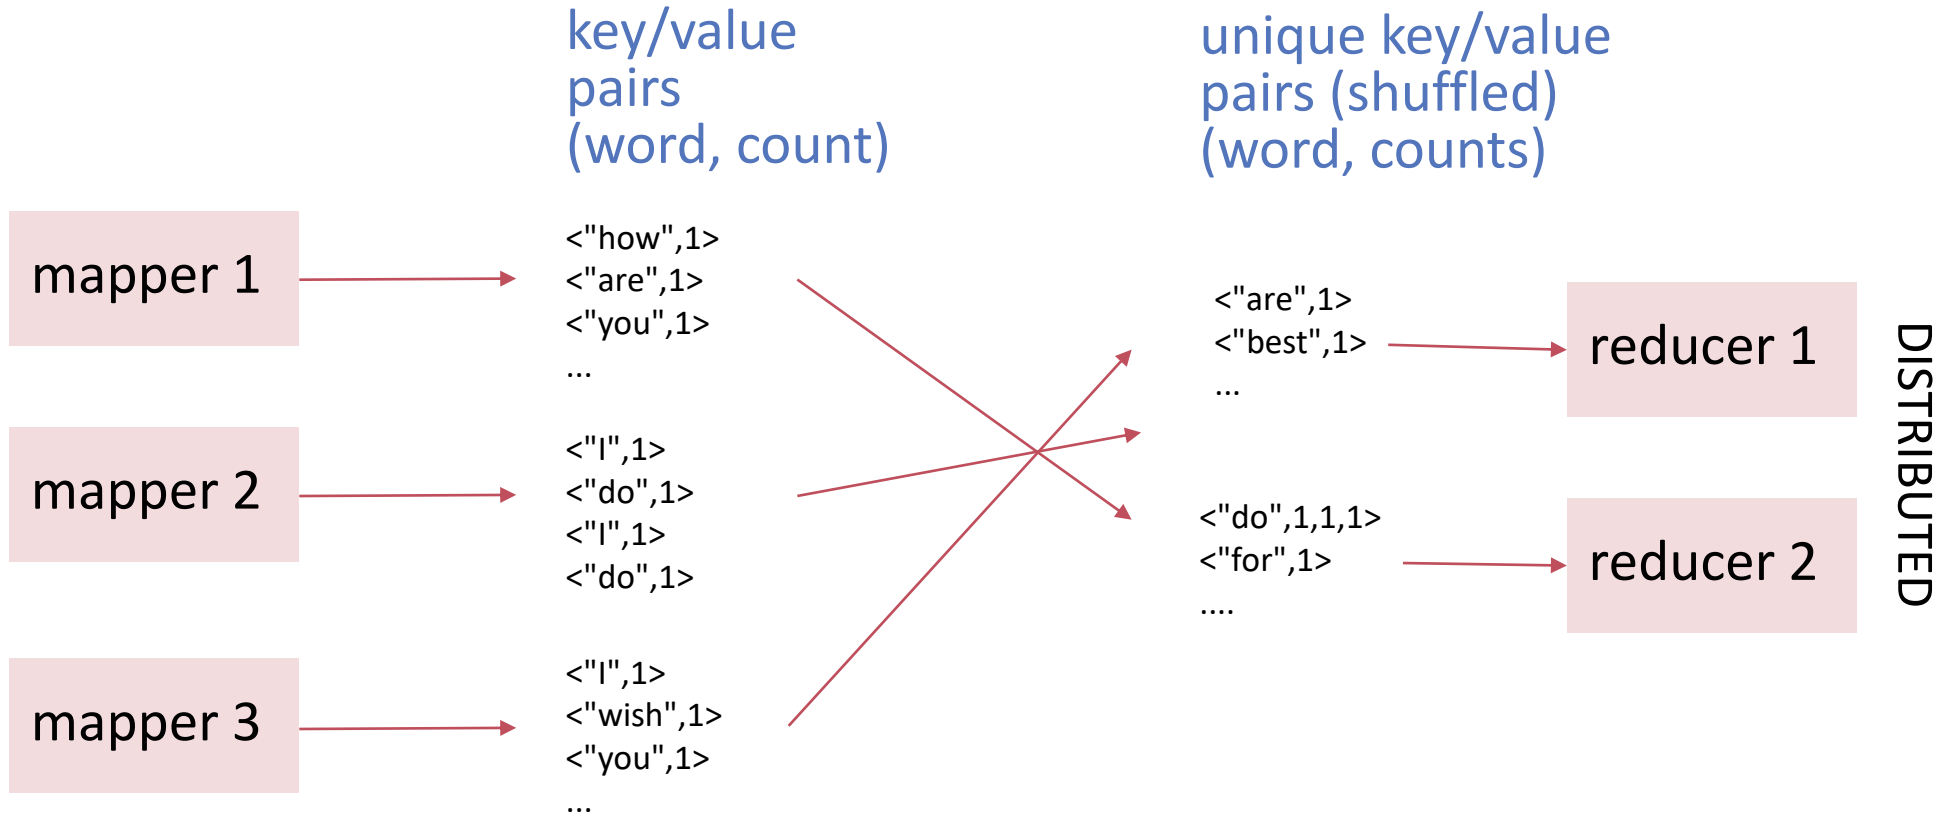 key/value
pairs
(word, count)
unique key/value
pairs (shuffled)
(word, counts)
mapper 1
<"how",1>
<"are",1>
<"you",1>
...
mapper 2
<"I",1>
<"do",1>
<"I",1>
<"do",1>
mapper 3
<"I",1>
<"wish",1>
<"you",1>
...
<"are",1>
<"best",1>
...
reducer 1
<"do",1,1,1>
<"for",1>
....
reducer 2
DISTRIBUTED